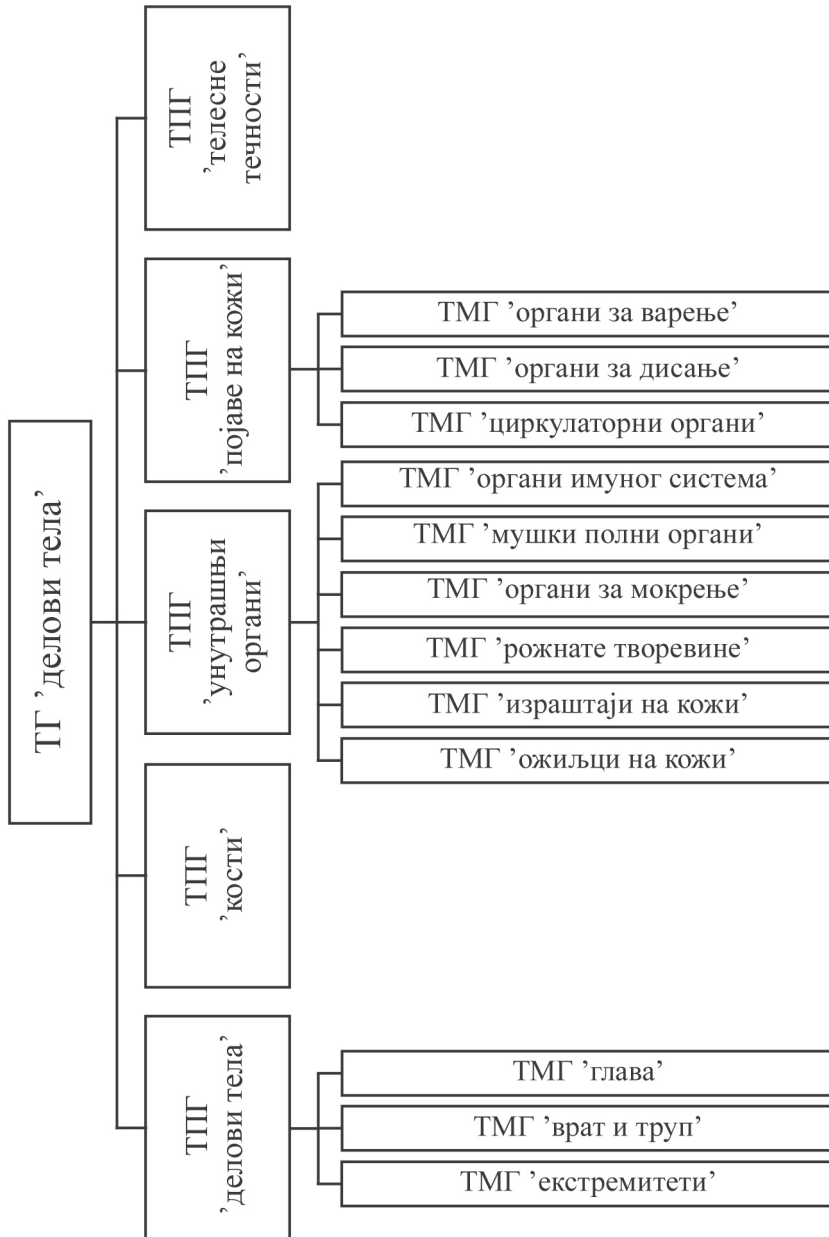 ТГ ’делови тела’
ТПГ
’телесне
течности’
ТПГ
’појаве на кожи’
ТПГ
’унутрашњи
органи’
ТПГ
’кости’
ТПГ
’делови тела’
ТМГ ’органи за варење’
ТМГ ’органи за дисање’
ТМГ ’циркулаторни органи’
ТМГ ’органи имуног система’
ТМГ ’мушки полни органи’
ТМГ ’органи за мокрење’
ТМГ ’рожнате творевине’
ТМГ ’израштаји на кожи’
ТМГ ’ожиљци на кожи’
ТМГ ’глава’
ТМГ ’врат и труп’
ТМГ ’екстремитети’